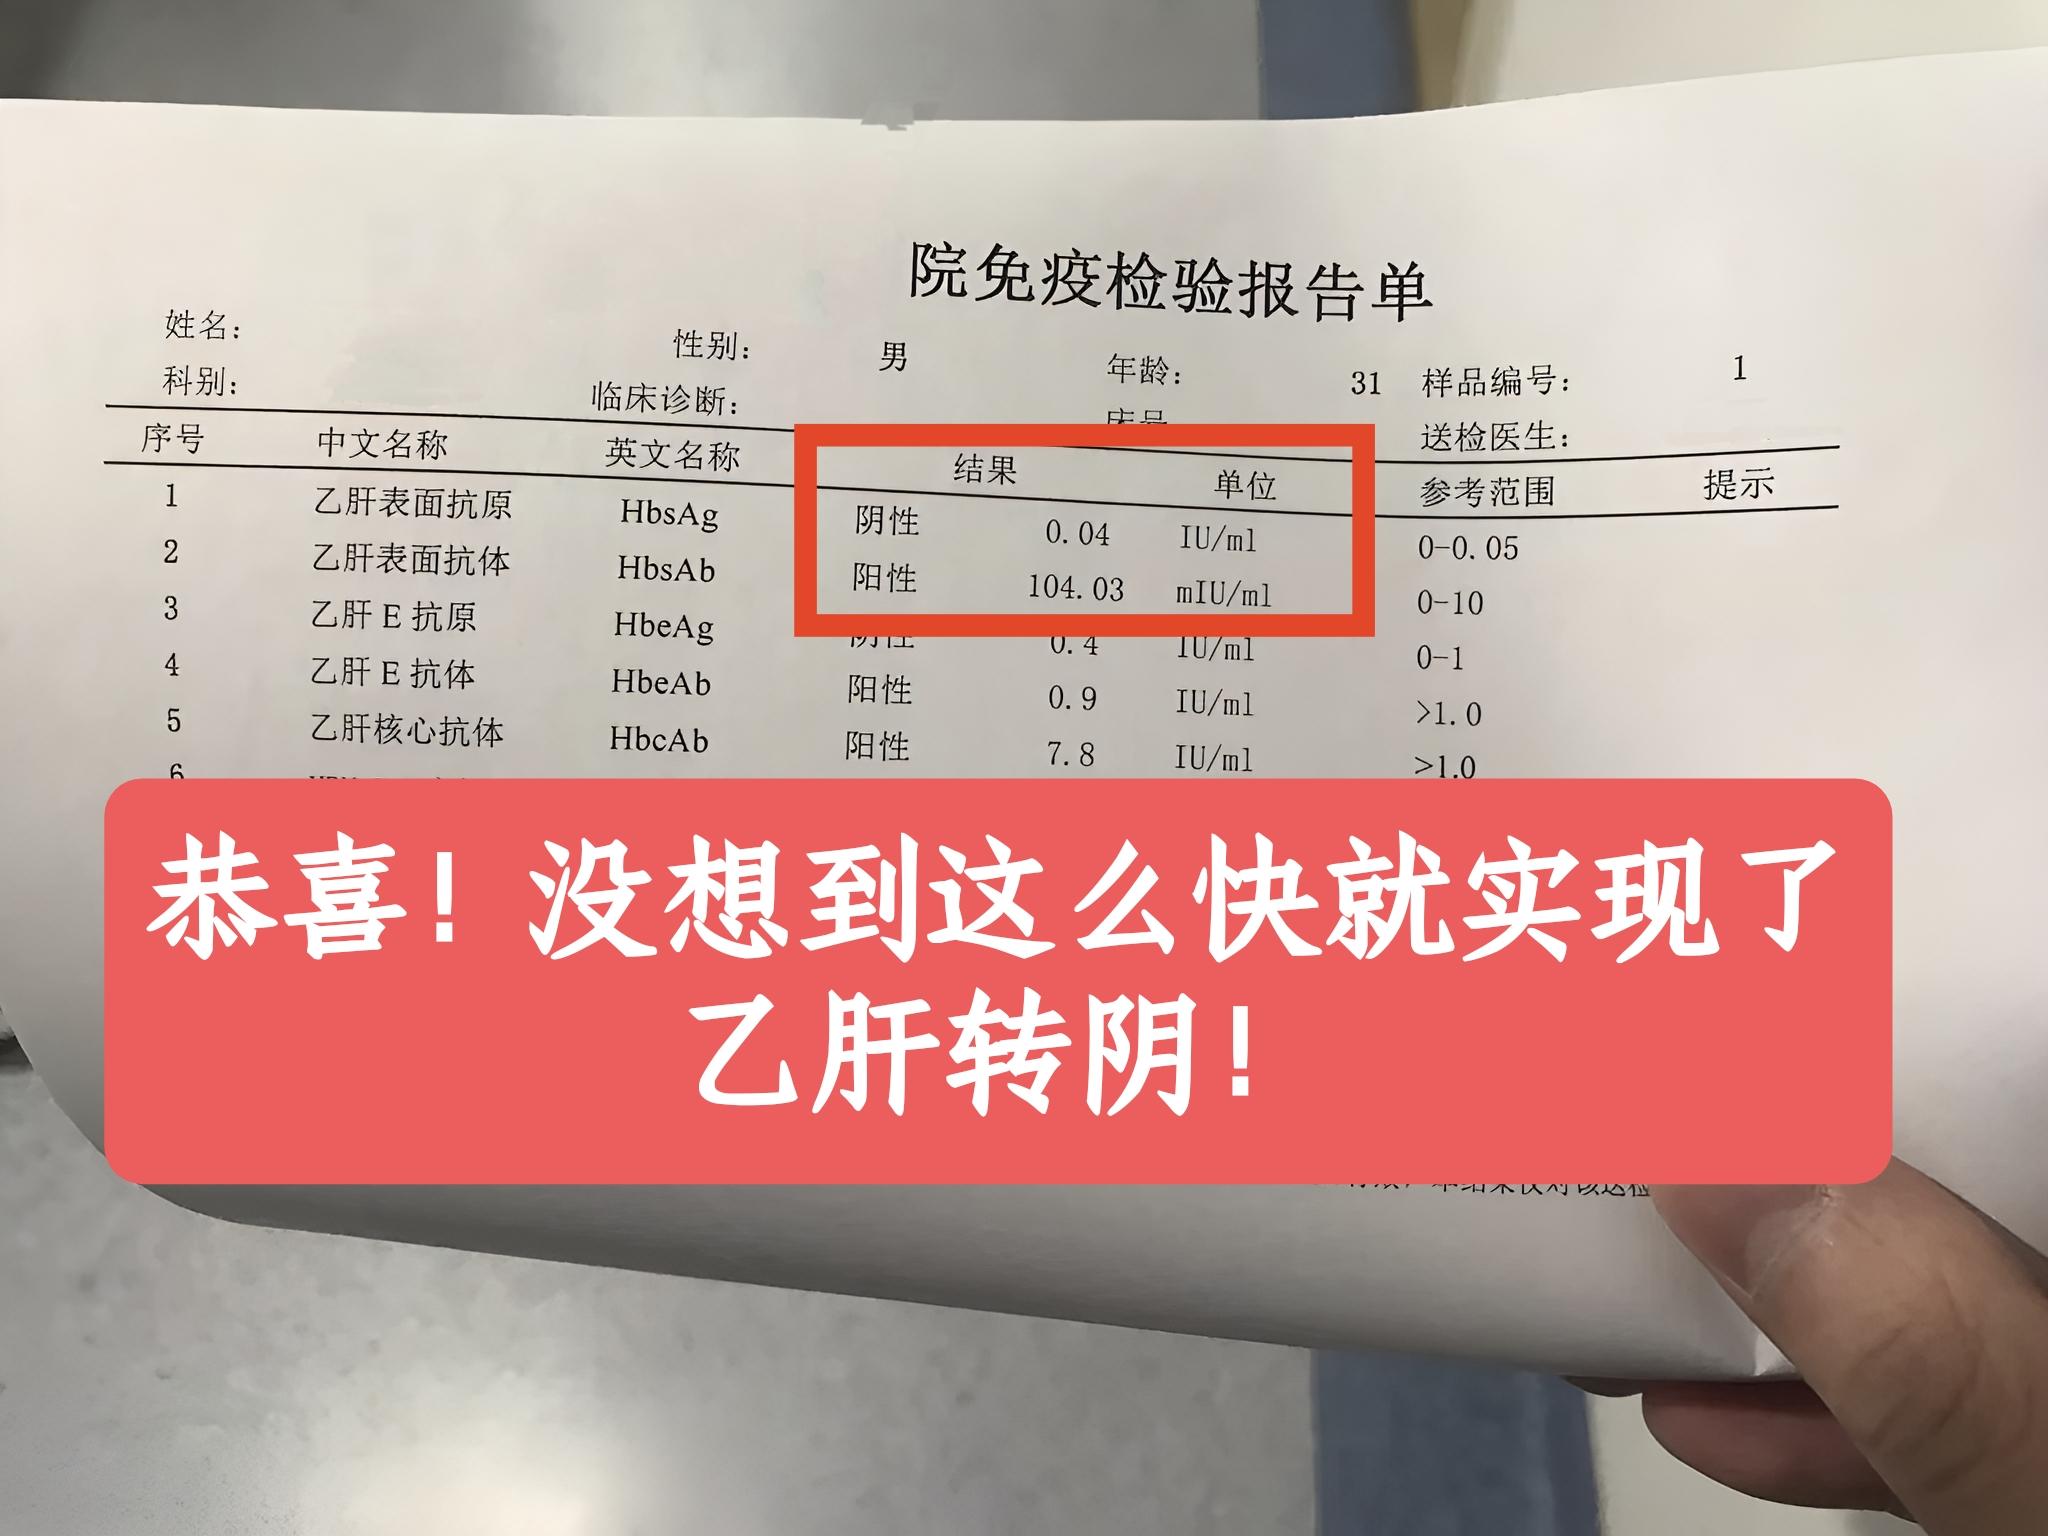 院免疫检验报告单
姓名： 性别： 男 年龄： 31 样品编号： 1
科别： 临床诊断： 床号 送检医生：
序号 中文名称 英文名称 结果 单位 参考范围 提示
1 乙肝表面抗原 HbsAg 阴性 0.04 IU/ml 0-0.05
2 乙肝表面抗体 HbsAb 阳性 104.03 mIU/ml 0-10
3 乙肝 E 抗原 HbeAg 阴性 0.4 IU/ml 0-1
4 乙肝 E 抗体 HbeAb 阳性 0.9 IU/ml >1.0
5 乙肝核心抗体 HbcAb 阳性 7.8 IU/ml >1.0
6
恭喜！没想到这么快就实现了
乙肝转阴！